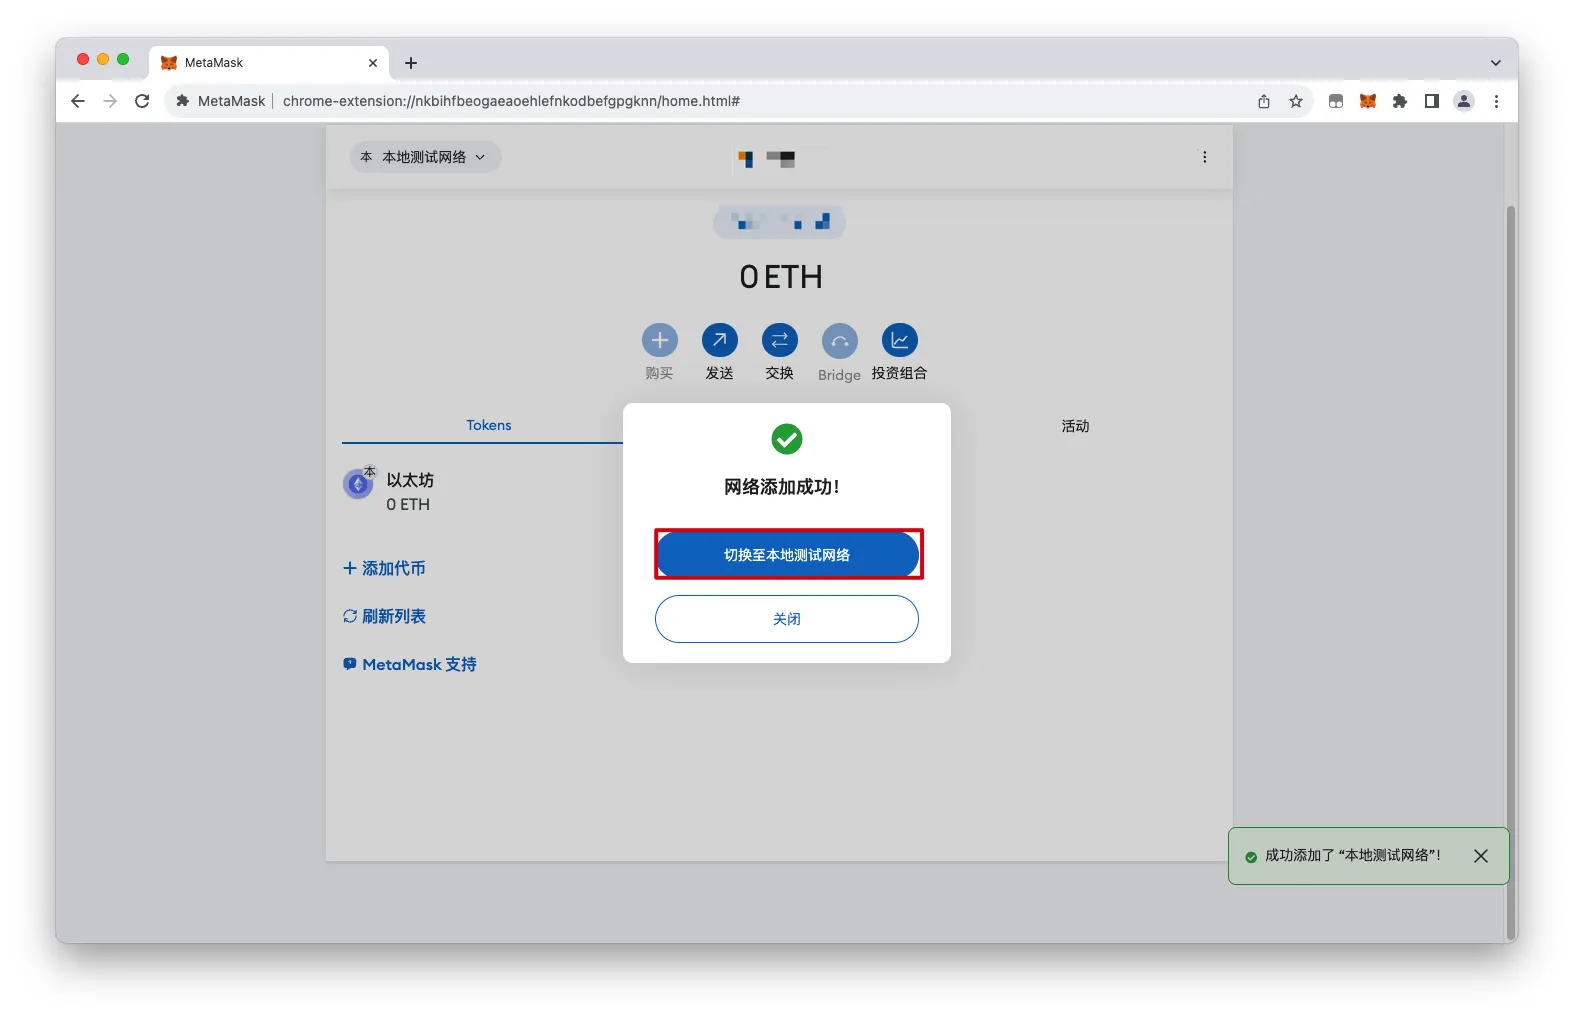 MetaMask
MetaMask chrome-extension://nkbihfbeogaeaoehlefnkodbefgpgknn/home.html#
本 本地测试网络
0 ETH
购买 发送 交换 Bridge 投资组合
Tokens 活动
本
以太坊
0 ETH
网络添加成功!
切换至本地测试网络
关闭
添加代币
刷新列表
MetaMask 支持
成功添加了 “本地测试网络”!